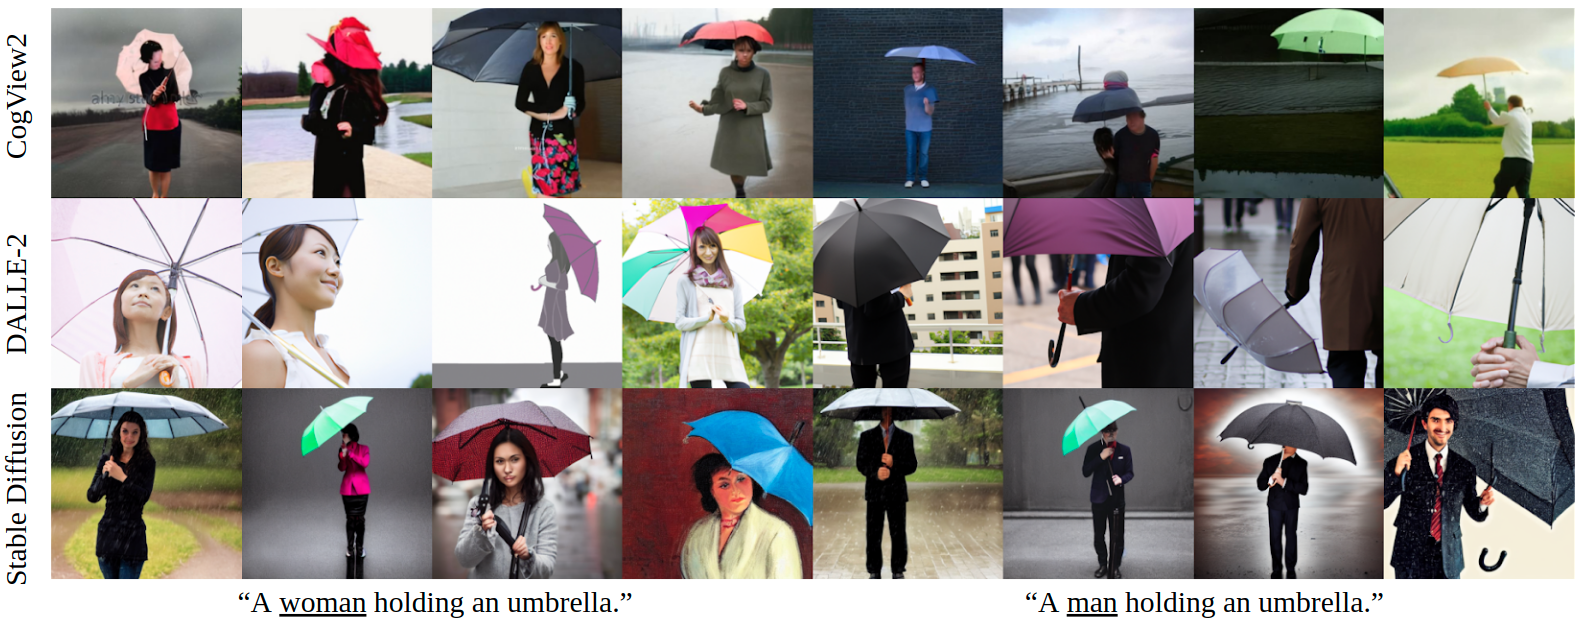 CogView2
DALLE-2
Stable Diffusion
“A woman holding an umbrella.”
“A man holding an umbrella.”